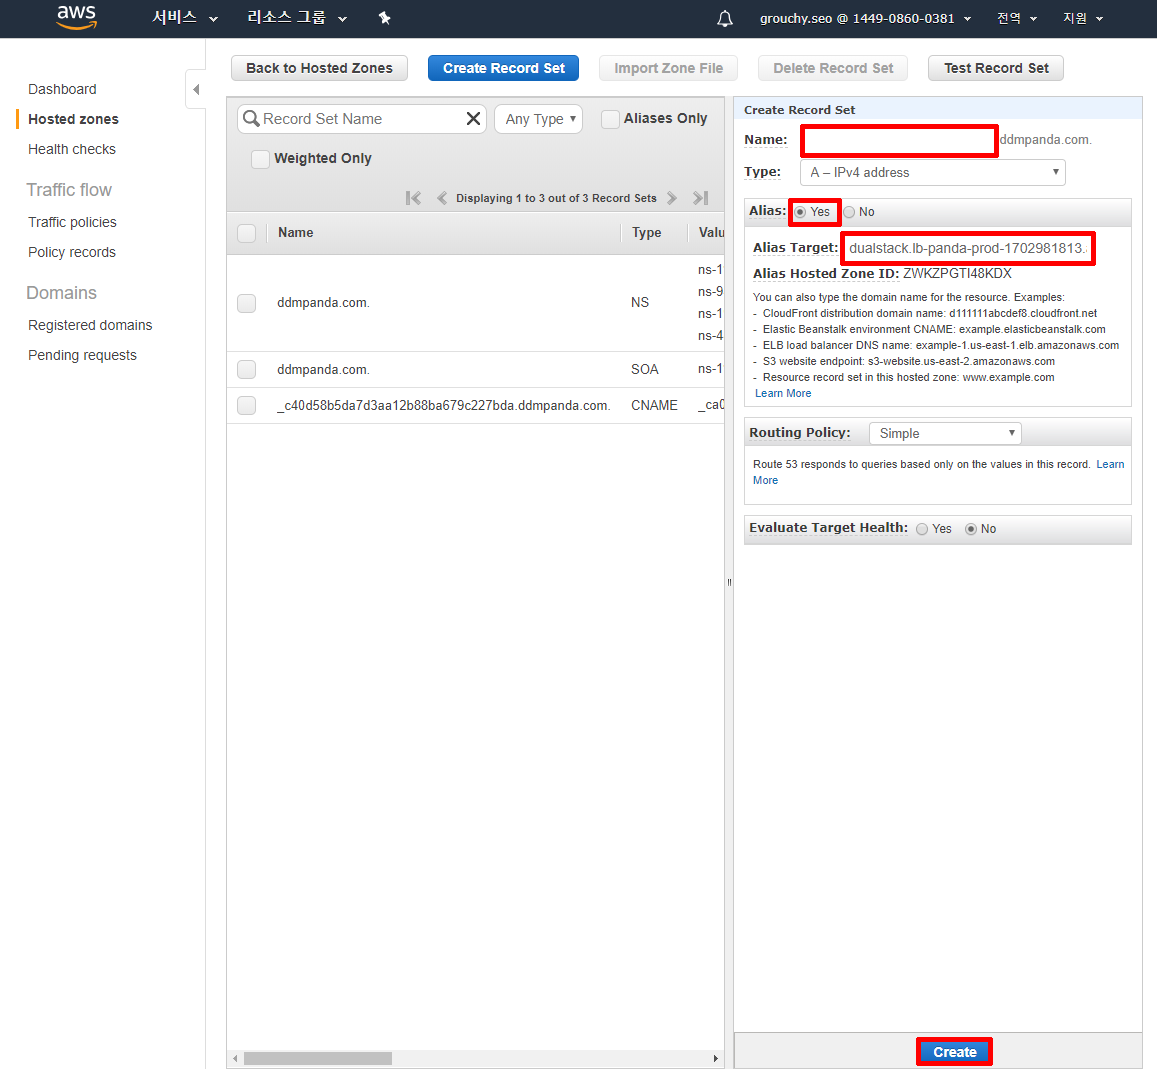 aws 서비스 리소스 그룹 grouchy.seo @ 1449-0860-0381 전역 지원
Dashboard
Hosted zones
Health checks
Traffic flow
Traffic policies
Policy records
Domains
Registered domains
Pending requests
Back to Hosted Zones Create Record Set Import Zone File Delete Record Set Test Record Set
Record Set Name Any Type Aliases Only
Weighted Only
Displaying 1 to 3 out of 3 Record Sets
Name Type Valu
ddmpanda.com. NS ns-1
ns-9
ns-1
ns-4
ddmpanda.com. SOA ns-1
_c40d58b5da7d3aa12b88ba679c227bda.ddmpanda.com. CNAME _ca0
Create Record Set
Name: ddmpanda.com.
Type: A – IPv4 address
Alias: Yes No
Alias Target: dualstack.lb-panda-prod-1702981813.
Alias Hosted Zone ID: ZWKZPGTI48KDX
You can also type the domain name for the resource. Examples:
- CloudFront distribution domain name: d111111abcdef8.cloudfront.net
- Elastic Beanstalk environment CNAME: example.elasticbeanstalk.com
- ELB load balancer DNS name: example-1.us-east-1.elb.amazonaws.com
- S3 website endpoint: s3-website.us-east-2.amazonaws.com
- Resource record set in this hosted zone: www.example.com
Learn More
Routing Policy: Simple
Route 53 responds to queries based only on the values in this record. Learn
More
Evaluate Target Health: Yes No
Create